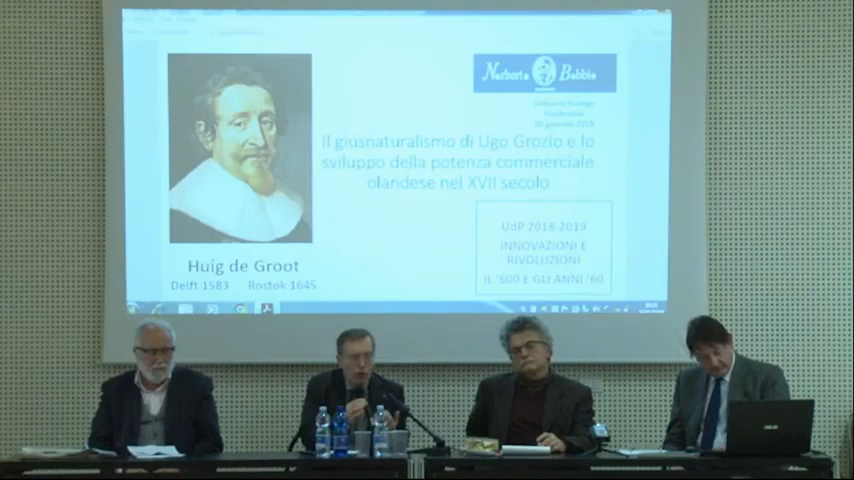 Norberto Bobbio
Pordenone
Il giusnaturalismo di Ugo Grozio e lo
sviluppo della potenza commerciale
olandese nel XVII secolo
UdP 2018-2019
INNOVAZIONI E
RIVOLUZIONI
IL '600 E GLI ANNI '60
Huig de Groot
Delft 1583 Rostok 1645